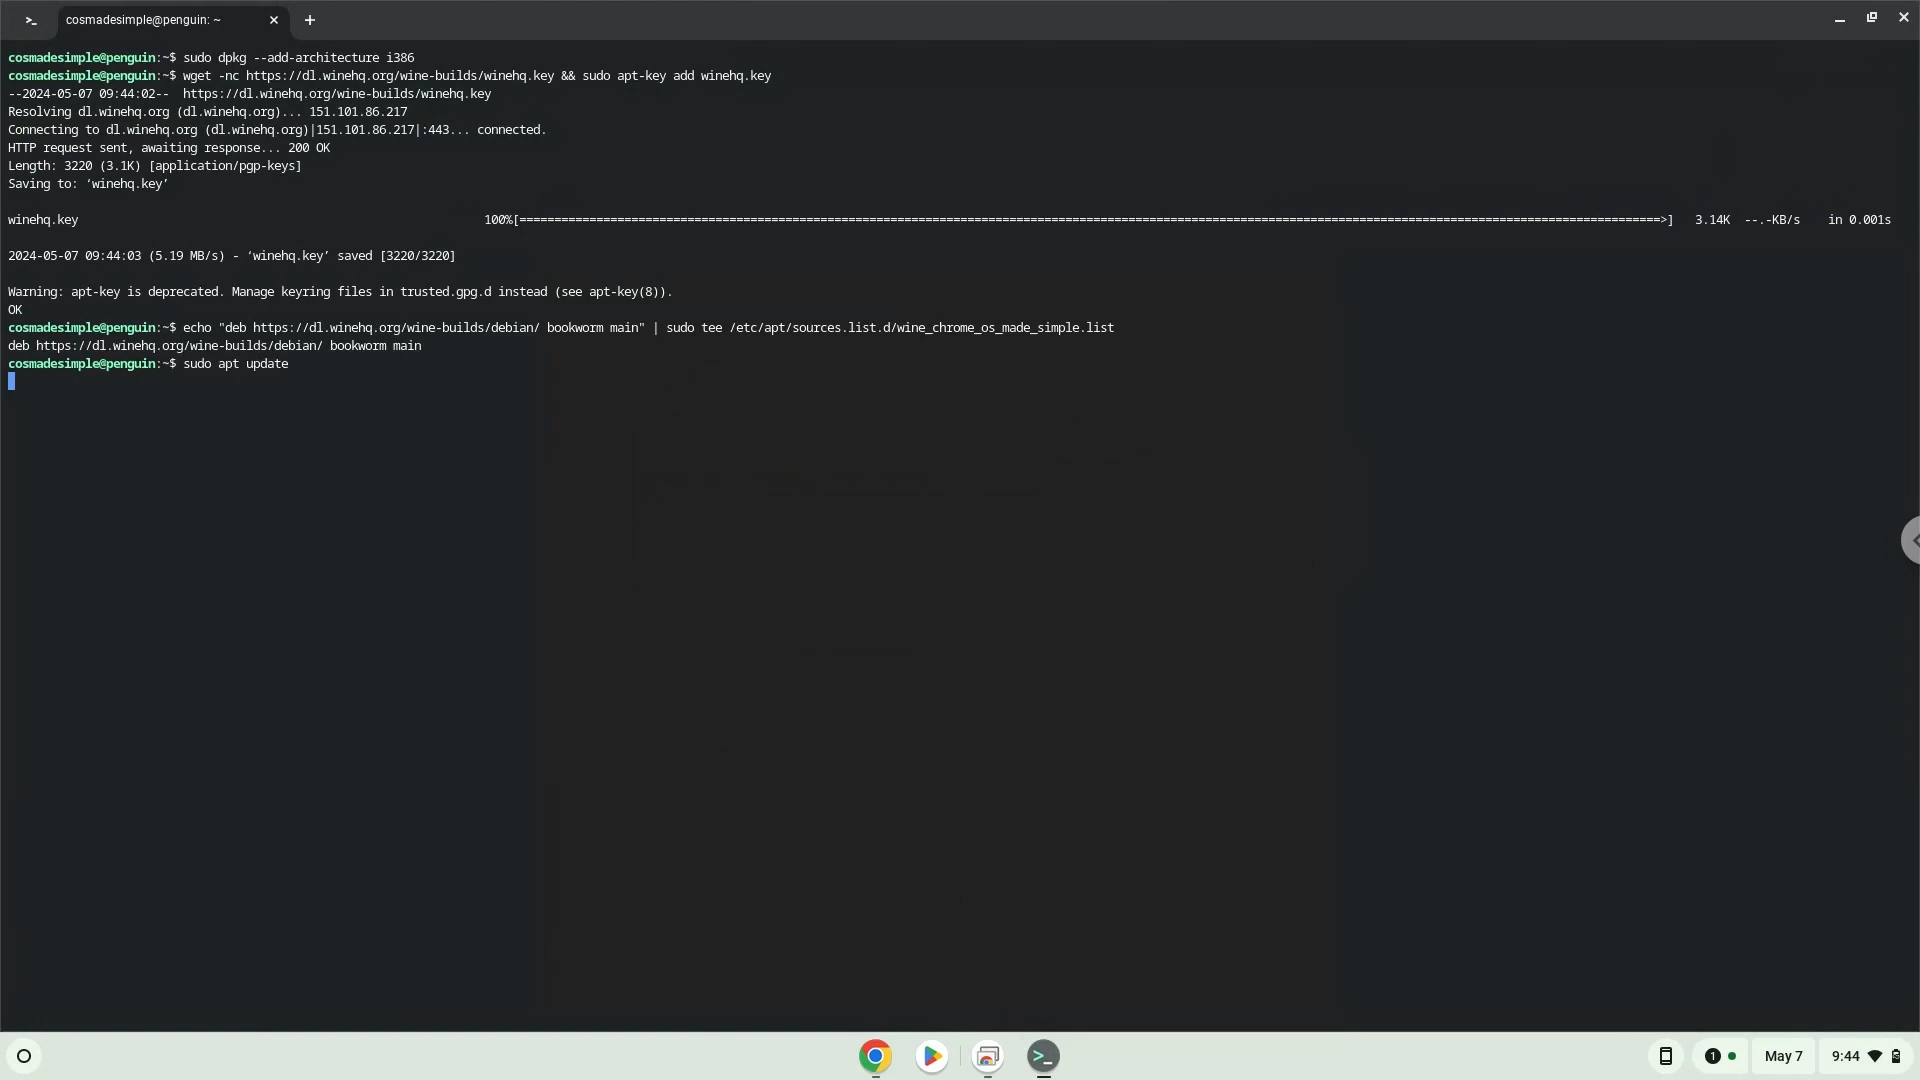 >_ cosmadesimple@penguin: ~
cosmadesimple@penguin:~$ sudo dpkg --add-architecture i386
cosmadesimple@penguin:~$ wget -nc https://dl.winehq.org/wine-builds/winehq.key && sudo apt-key add winehq.key
--2024-05-07 09:44:02--  https://dl.winehq.org/wine-builds/winehq.key
Resolving dl.winehq.org (dl.winehq.org)... 151.101.86.217
Connecting to dl.winehq.org (dl.winehq.org)|151.101.86.217|:443... connected.
HTTP request sent, awaiting response... 200 OK
Length: 3220 (3.1K) [application/pgp-keys]
Saving to: ‘winehq.key’
winehq.key 100%[===================================================================================================================================================================>] 3.14K --.-KB/s in 0.001s
2024-05-07 09:44:03 (5.19 MB/s) - ‘winehq.key’ saved [3220/3220]
Warning: apt-key is deprecated. Manage keyring files in trusted.gpg.d instead (see apt-key(8)).
OK
cosmadesimple@penguin:~$ echo "deb https://dl.winehq.org/wine-builds/debian/ bookworm main" | sudo tee /etc/apt/sources.list.d/wine_chrome_os_made_simple.list
deb https://dl.winehq.org/wine-builds/debian/ bookworm main
cosmadesimple@penguin:~$ sudo apt update
>_ 1 May 7 9:44